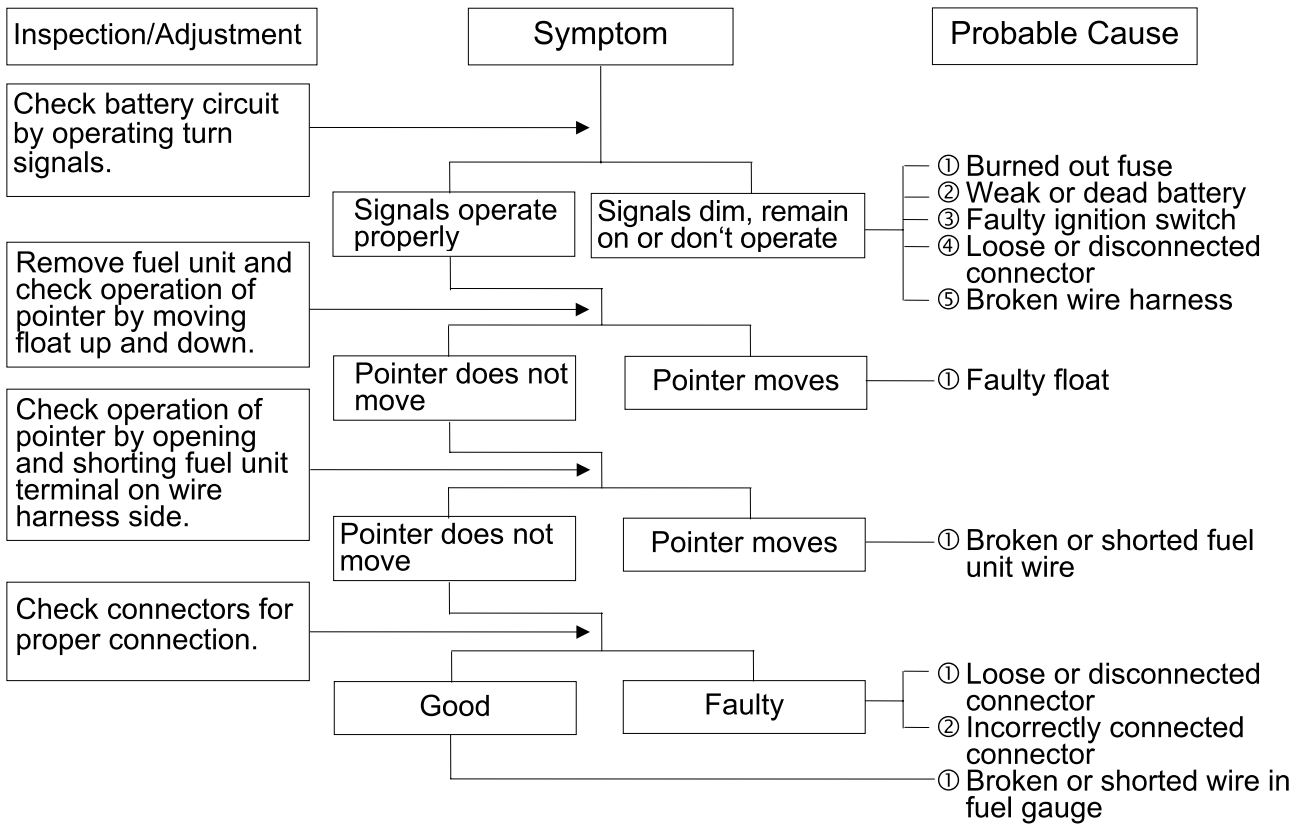 Inspection/Adjustment
Symptom
Probable Cause
Check battery circuit
by operating turn
signals.
Signals operate
properly
Signals dim, remain
on or don‘t operate
① Burned out fuse
② Weak or dead battery
③ Faulty ignition switch
④ Loose or disconnected
connector
⑤ Broken wire harness
Remove fuel unit and
check operation of
pointer by moving
float up and down.
Pointer does not
move
Pointer moves
① Faulty float
Check operation of
pointer by opening
and shorting fuel unit
terminal on wire
harness side.
Pointer does not
move
Pointer moves
① Broken or shorted fuel
unit wire
Check connectors for
proper connection.
Good
Faulty
① Loose or disconnected
connector
② Incorrectly connected
connector
① Broken or shorted wire in
fuel gauge